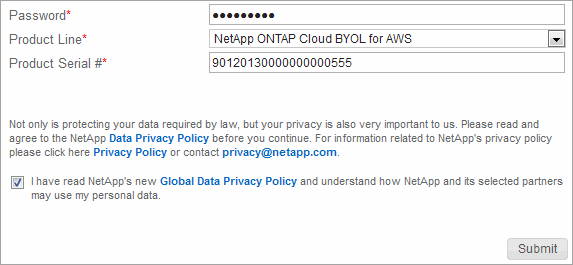 Password*
●●●●●●●●●
Product Line*
NetApp ONTAP Cloud BYOL for AWS
Product Serial #*
90120130000000000555
Not only is protecting your data required by law, but your privacy is also very important to us. Please read and
agree to the NetApp Data Privacy Policy before you continue. For information related to NetApp's privacy policy
please click here Privacy Policy or contact privacy@netapp.com.
I have read NetApp's new Global Data Privacy Policy and understand how NetApp and its selected partners
may use my personal data.
Submit